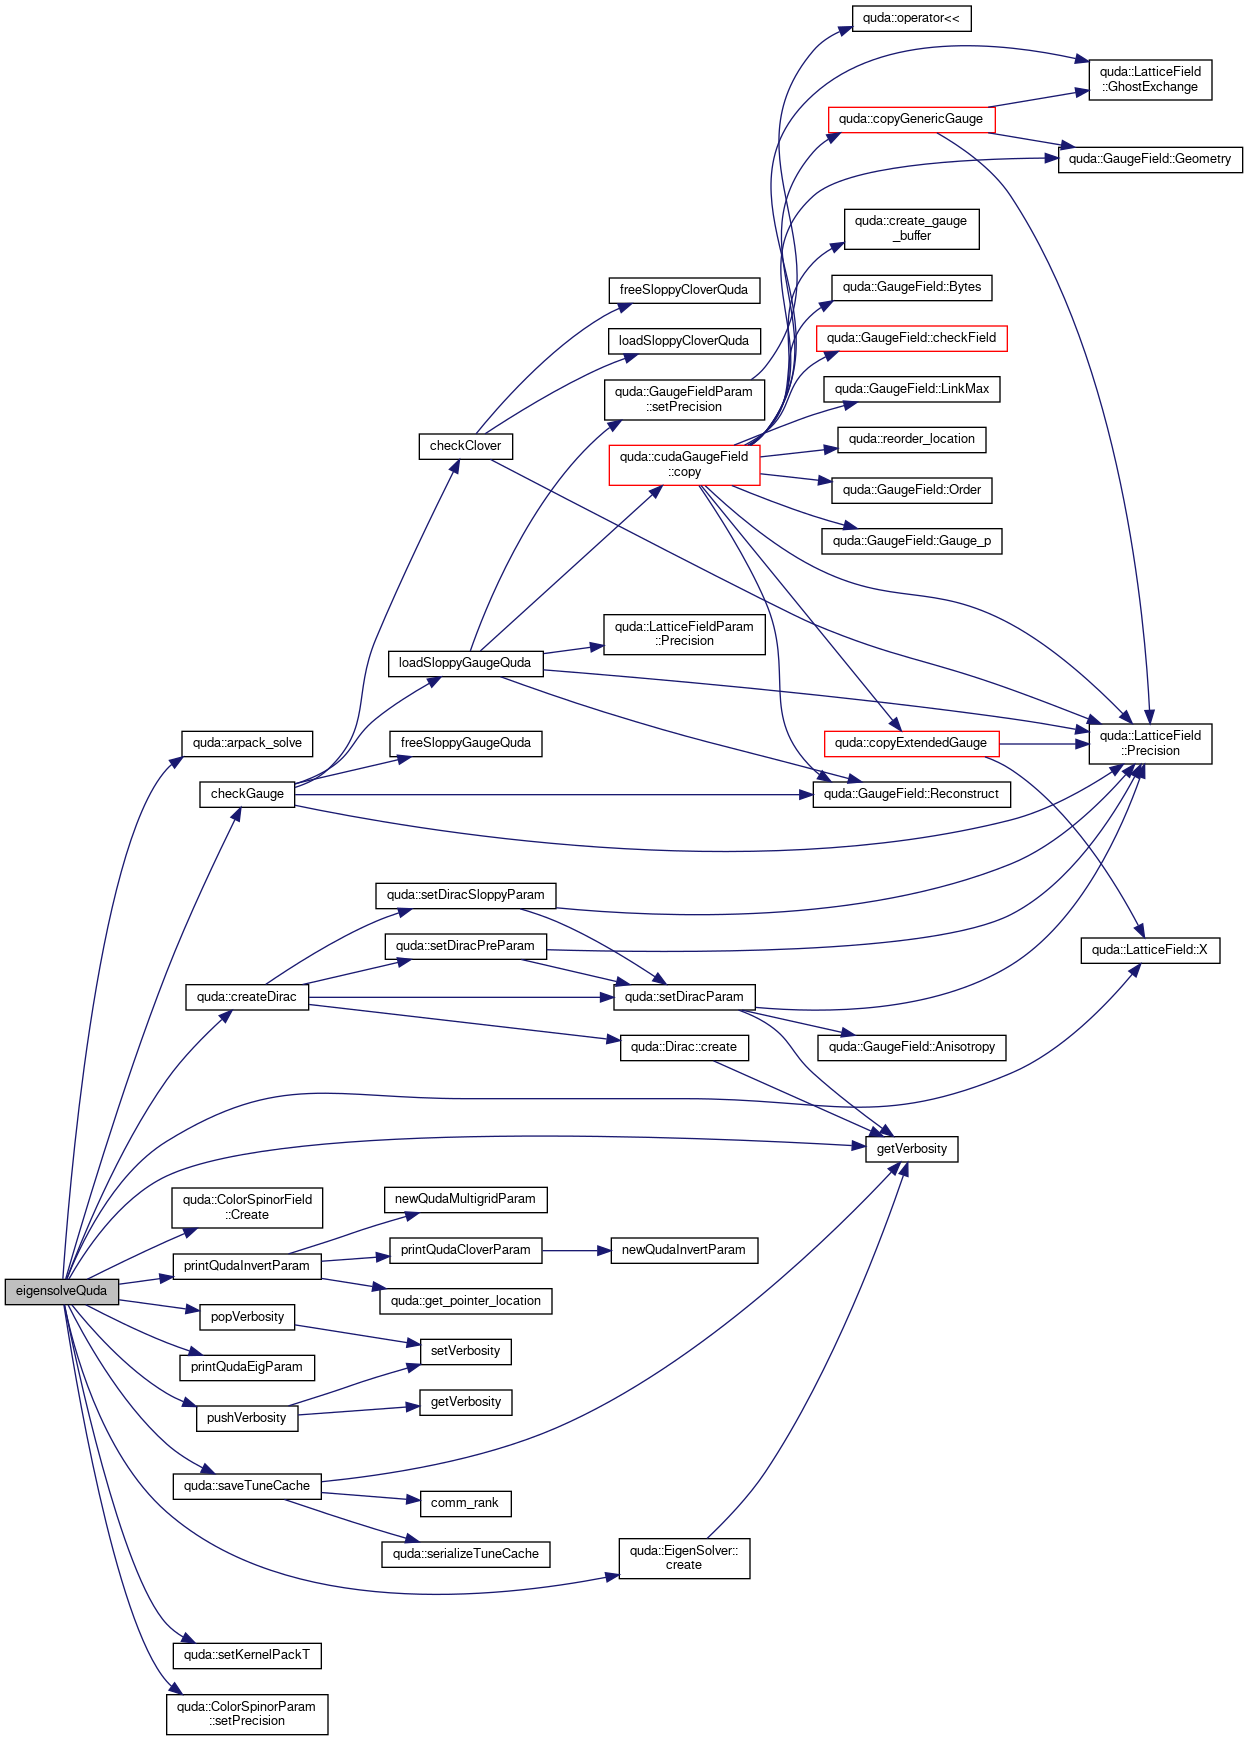 quda::operator<<
quda::LatticeField
::GhostExchange
quda::copyGenericGauge
quda::GaugeField::Geometry
quda::create_gauge
_buffer
freeSloppyCloverQuda
quda::GaugeField::Bytes
loadSloppyCloverQuda
quda::GaugeField::checkField
quda::GaugeFieldParam
::setPrecision
quda::GaugeField::LinkMax
checkClover
quda::reorder_location
quda::cudaGaugeField
::copy
quda::GaugeField::Order
quda::GaugeField::Gauge_p
quda::LatticeFieldParam
::Precision
loadSloppyGaugeQuda
quda::arpack_solve
freeSloppyGaugeQuda
quda::copyExtendedGauge
quda::LatticeField
::Precision
checkGauge
quda::GaugeField::Reconstruct
quda::setDiracSloppyParam
quda::setDiracPreParam
quda::LatticeField::X
quda::createDirac
quda::setDiracParam
quda::Dirac::create
quda::GaugeField::Anisotropy
getVerbosity
quda::ColorSpinorField
::Create
newQudaMultigridParam
printQudaCloverParam
newQudaInvertParam
printQudaInvertParam
eigensolveQuda
quda::get_pointer_location
popVerbosity
setVerbosity
printQudaEigParam
getVerbosity
pushVerbosity
quda::saveTuneCache
comm_rank
quda::serializeTuneCache
quda::EigenSolver::
create
quda::setKernelPackT
quda::ColorSpinorParam
::setPrecision